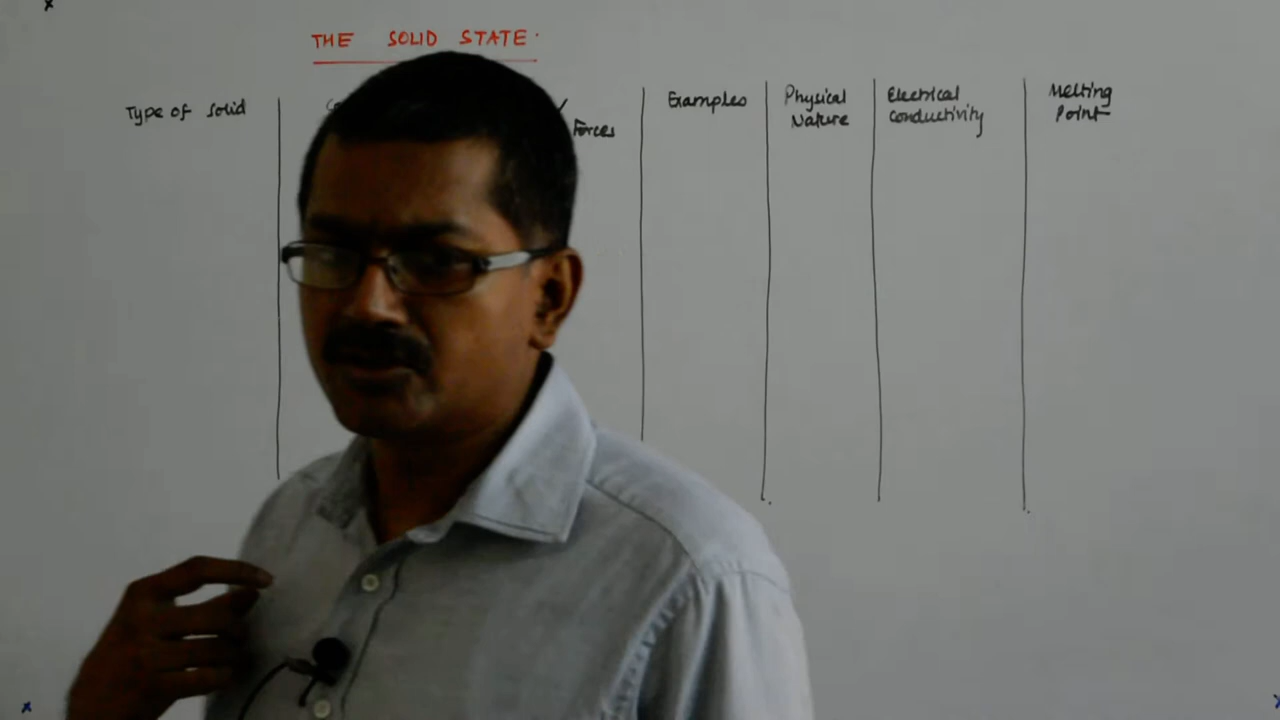 THE SOLID STATE.
Type of Solid
Forces
Examples
Physical
Nature
Electrical
Conductivity
Melting
Point